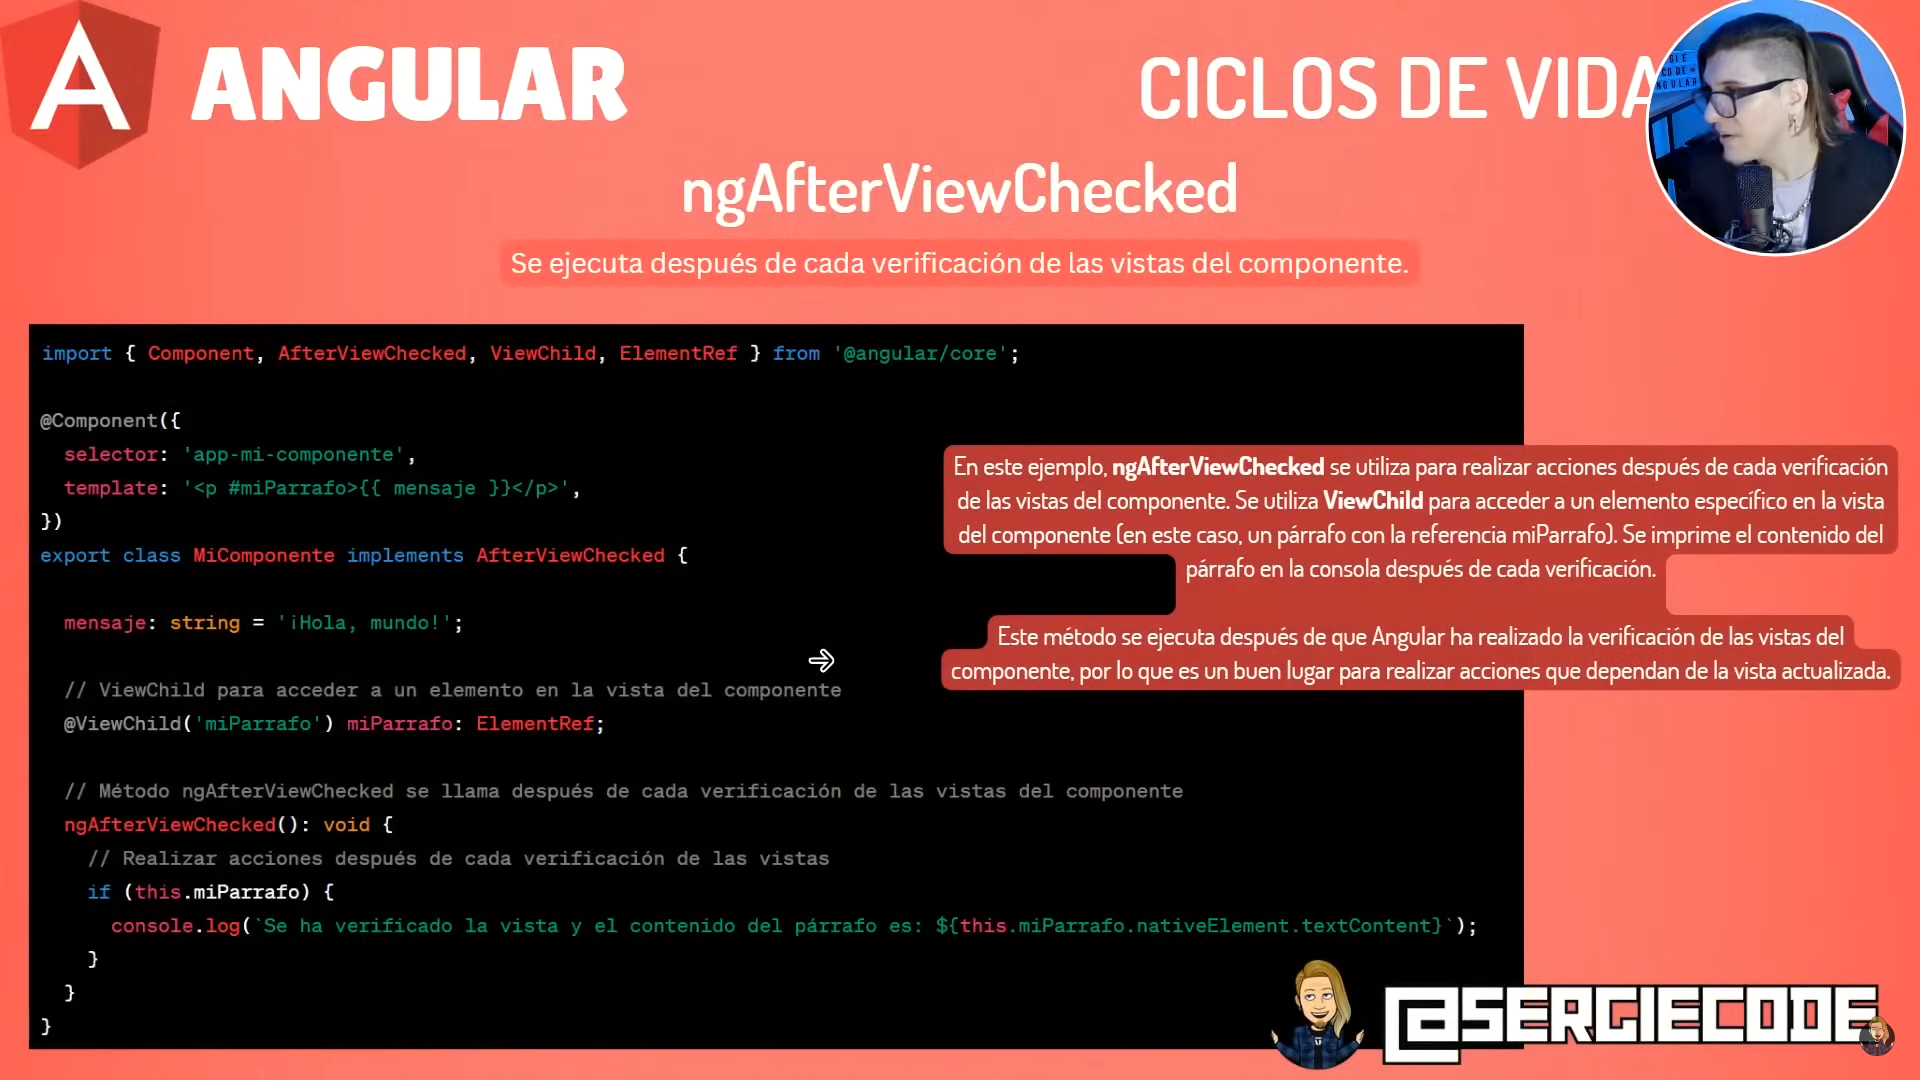 ANGULAR
CICLOS DE VIDA
ngAfterViewChecked
Se ejecuta después de cada verificación de las vistas del componente.
import { Component, AfterViewChecked, ViewChild, ElementRef } from '@angular/core';
@Component({
  selector: 'app-mi-componente',
  template: '<p #miParrafo>{{ mensaje }}</p>',
})
export class MiComponente implements AfterViewChecked {
  mensaje: string = '¡Hola, mundo!';
  // ViewChild para acceder a un elemento en la vista del componente
  @ViewChild('miParrafo') miParrafo: ElementRef;
  // Método ngAfterViewChecked se llama después de cada verificación de las vistas del componente
  ngAfterViewChecked(): void {
    // Realizar acciones después de cada verificación de las vistas
    if (this.miParrafo) {
      console.log(`Se ha verificado la vista y el contenido del párrafo es: ${this.miParrafo.nativeElement.textContent}`);
    }
  }
}
En este ejemplo, ngAfterViewChecked se utiliza para realizar acciones después de cada verificación
de las vistas del componente. Se utiliza ViewChild para acceder a un elemento específico en la vista
del componente (en este caso, un párrafo con la referencia miParrafo). Se imprime el contenido del
párrafo en la consola después de cada verificación.
Este método se ejecuta después de que Angular ha realizado la verificación de las vistas del
componente, por lo que es un buen lugar para realizar acciones que dependan de la vista actualizada.
@SERGIECODE